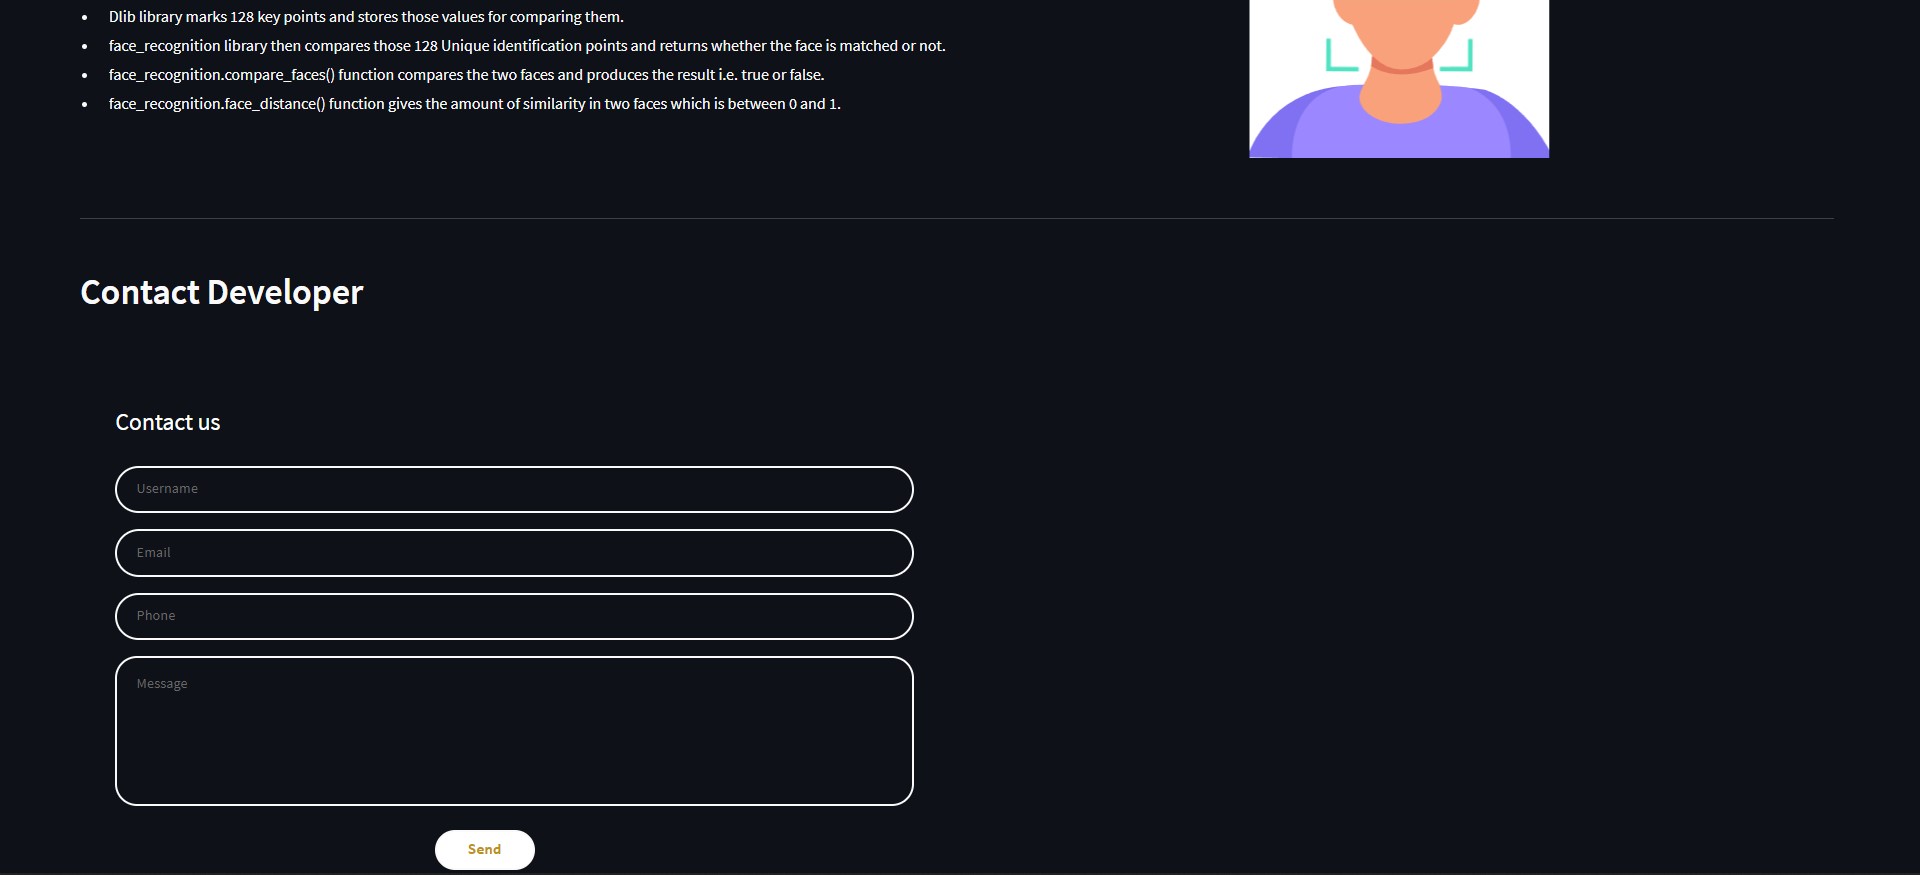 Dlib library marks 128 key points and stores those values for comparing them.
face_recognition library then compares those 128 Unique identification points and returns whether the face is matched or not.
face_recognition.compare_faces() function compares the two faces and produces the result i.e. true or false.
face_recognition.face_distance() function gives the amount of similarity in two faces which is between 0 and 1.
Contact Developer
Contact us
Username
Email
Phone
Message
Send